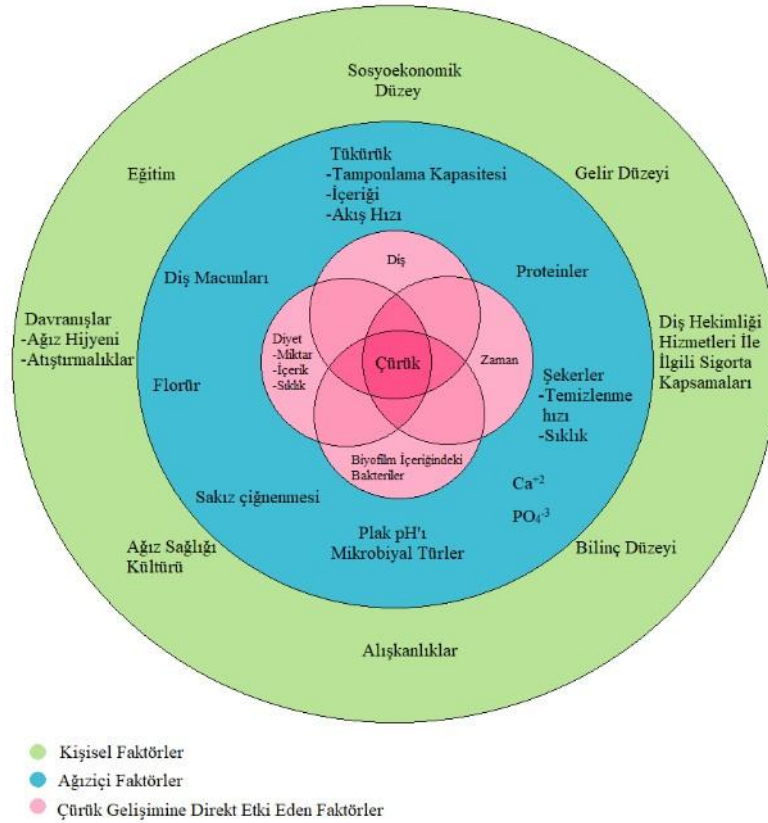 Sosyoekonomik
Düzey
Eğitim
Gelir Düzeyi
Tükürük
-Tamponlama Kapasitesi
-İçeriği
-Akış Hızı
Diş Macunları
Proteinler
Diş
Davranışlar
-Ağız Hijyeni
-Atıştırmalıklar
Diyet
-Miktar
-İçerik
-Sıklık
Çürük
Zaman
Diş Hekimliği
Hizmetleri İle
İlgili Sigorta
Kapsamaları
Florür
Şekerler
-Temizlenme
hızı
-Sıklık
Biyofilm İçeriğindeki
Bakteriler
Sakız çiğnenmesi
Ca⁺²
PO₄⁻³
Plak pH'ı
Mikrobiyal Türler
Ağız Sağlığı
Kültürü
Bilinç Düzeyi
Alışkanlıklar
Kişisel Faktörler
Ağıziçi Faktörler
Çürük Gelişimine Direkt Etki Eden Faktörler